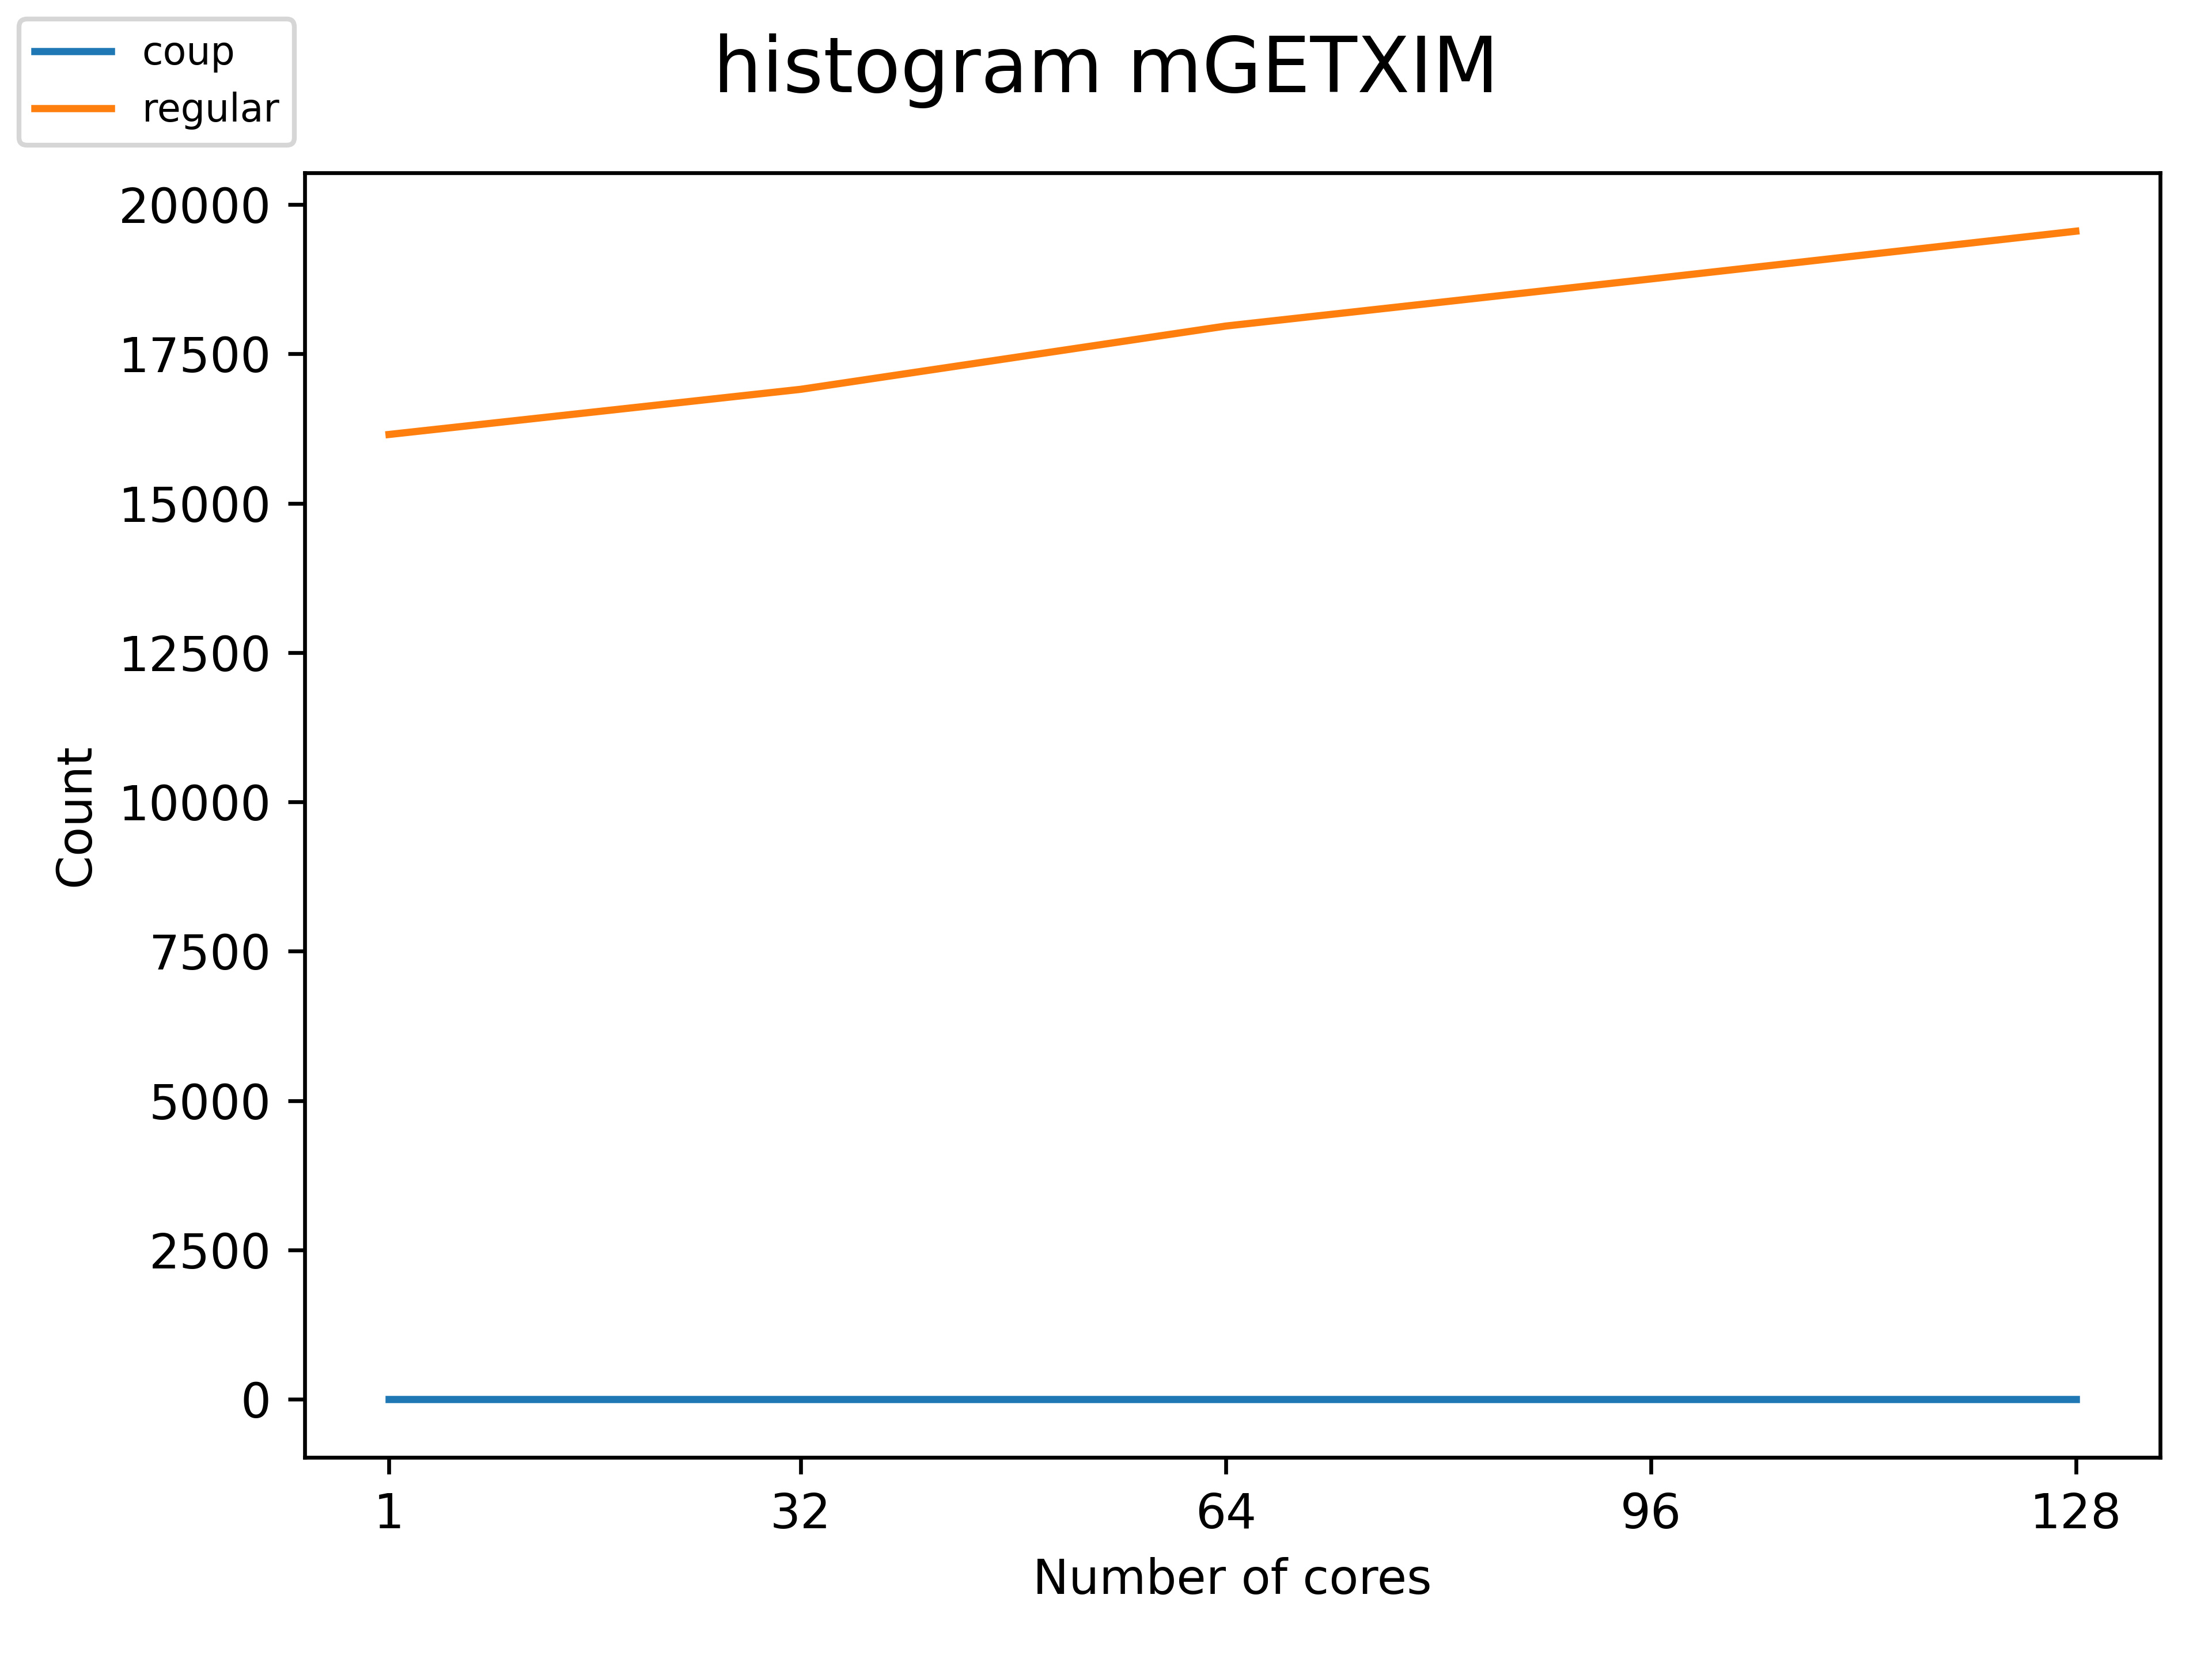 coup
regular
histogram mGETXIM
20000
17500
15000
12500
10000
7500
5000
2500
0
Count
1 32 64 96 128
Number of cores